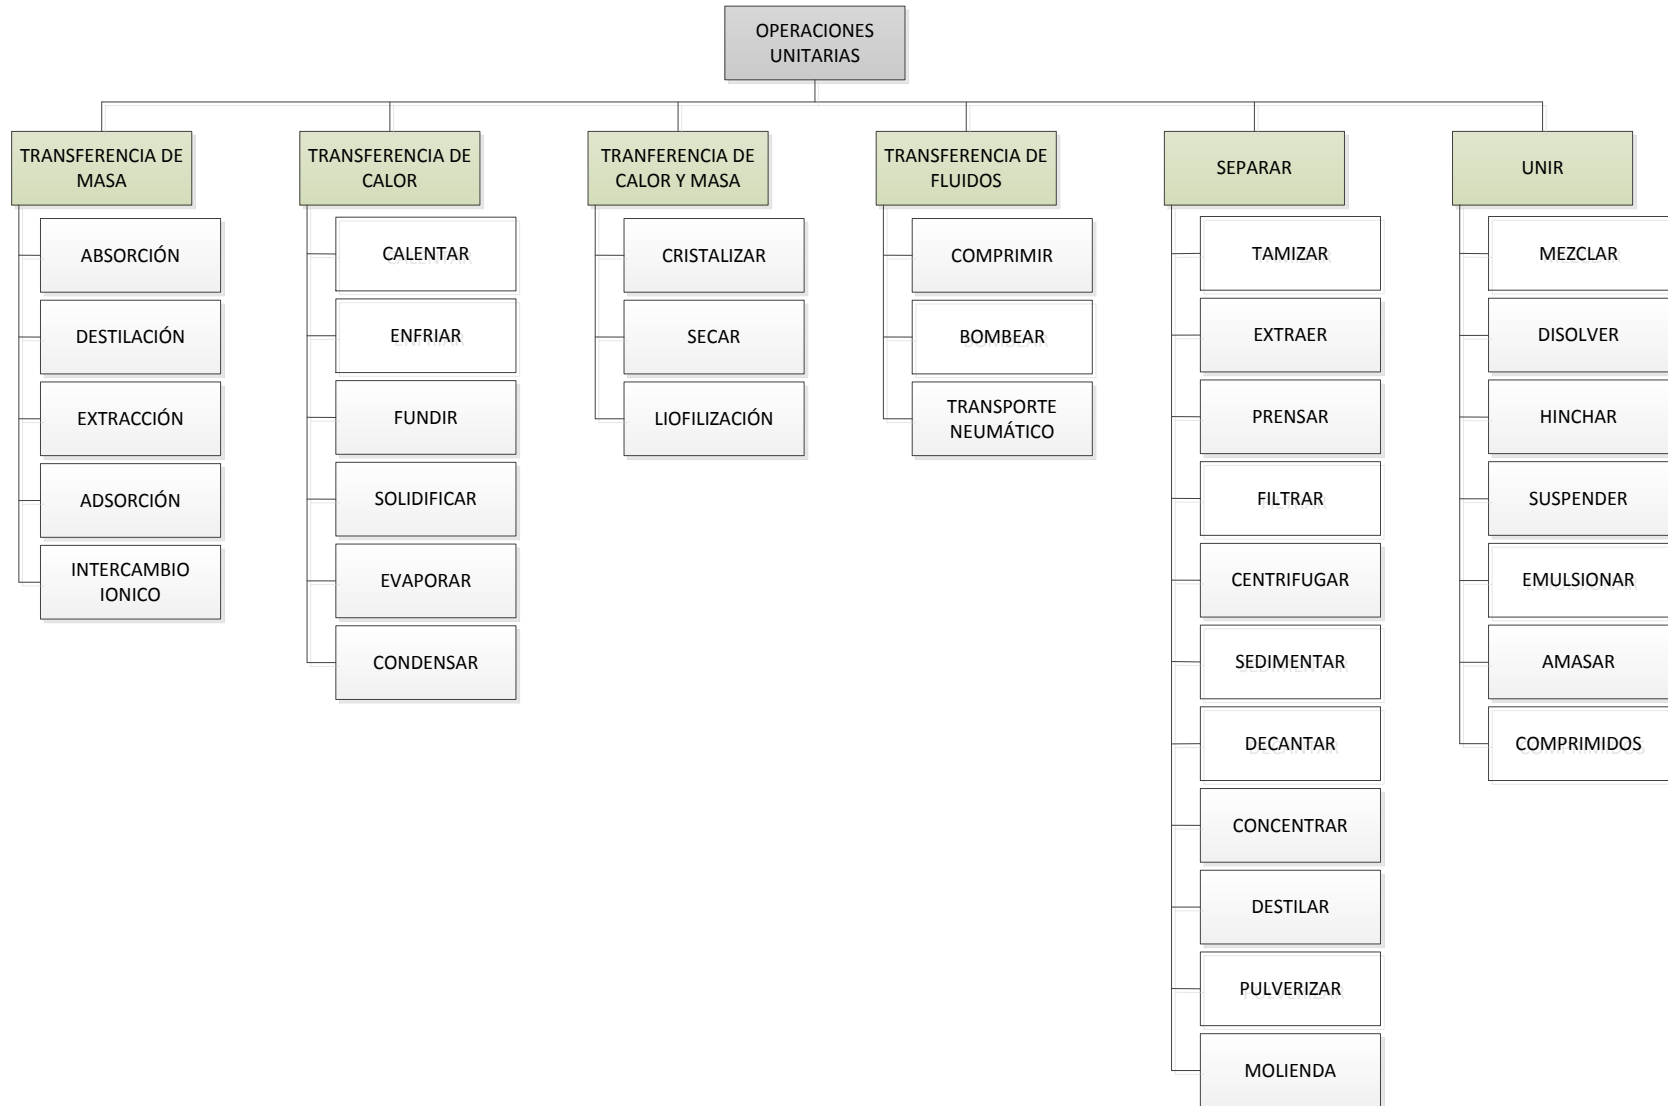 OPERACIONES
UNITARIAS
TRANSFERENCIA DE
MASA
ABSORCIÓN
DESTILACIÓN
EXTRACCIÓN
ADSORCIÓN
INTERCAMBIO
IONICO
TRANSFERENCIA DE
CALOR
CALENTAR
ENFRIAR
FUNDIR
SOLIDIFICAR
EVAPORAR
CONDENSAR
TRANFERENCIA DE
CALOR Y MASA
CRISTALIZAR
SECAR
LIOFILIZACIÓN
TRANSFERENCIA DE
FLUIDOS
COMPRIMIR
BOMBEAR
TRANSPORTE
NEUMÁTICO
SEPARAR
TAMIZAR
EXTRAER
PRENSAR
FILTRAR
CENTRIFUGAR
SEDIMENTAR
DECANTAR
CONCENTRAR
DESTILAR
PULVERIZAR
MOLIENDA
UNIR
MEZCLAR
DISOLVER
HINCHAR
SUSPENDER
EMULSIONAR
AMASAR
COMPRIMIDOS